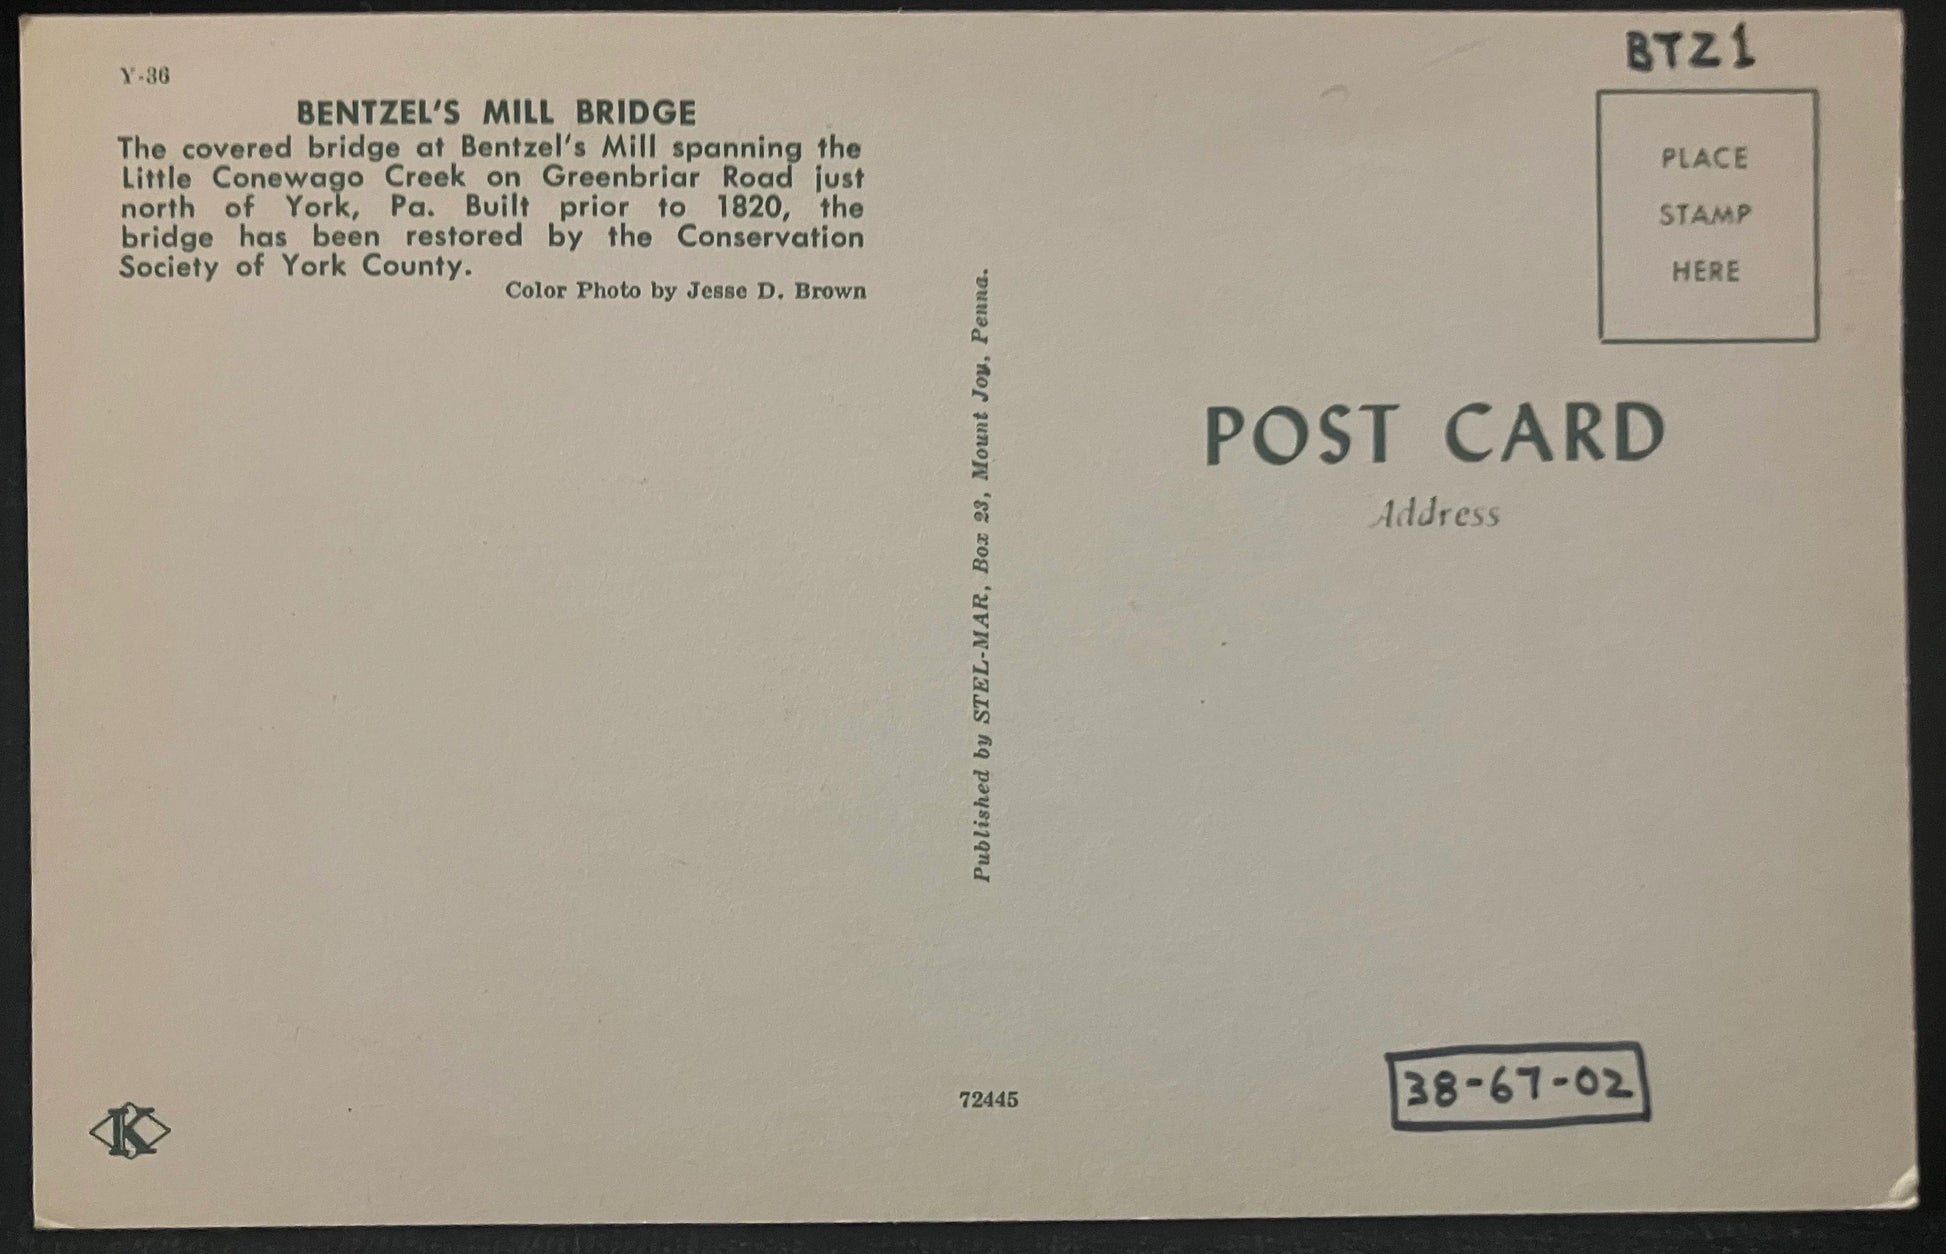 Y-36
BENTZEL'S MILL BRIDGE
The covered bridge at Bentzel's Mill spanning the
Little Conewago Creek on Greenbriar Road just
north of York, Pa. Built prior to 1820, the
bridge has been restored by the Conservation
Society of York County.
Color Photo by Jesse D. Brown
Published by STEL-MAR, Box 23, Mount Joy, Penna.
BTZ1
PLACE
STAMP
HERE
POST CARD
Address
K
72445
38-67-02